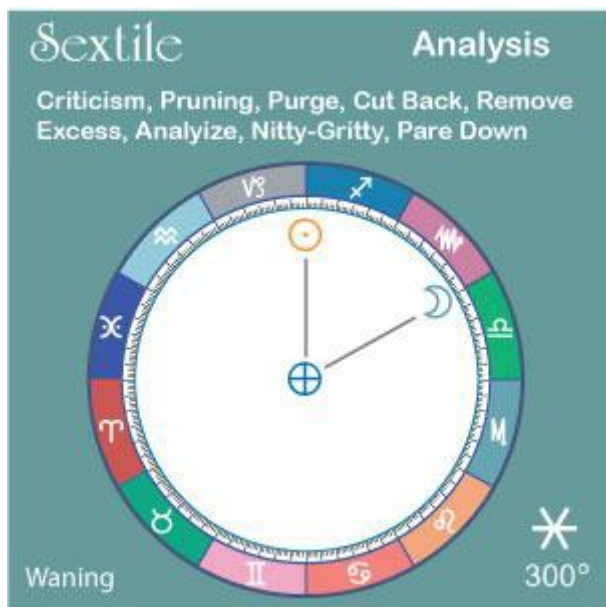 Sextile
Analysis
Criticism, Pruning, Purge, Cut Back, Remove
Excess, Analyize, Nitty-Gritty, Pare Down
Waning
300°